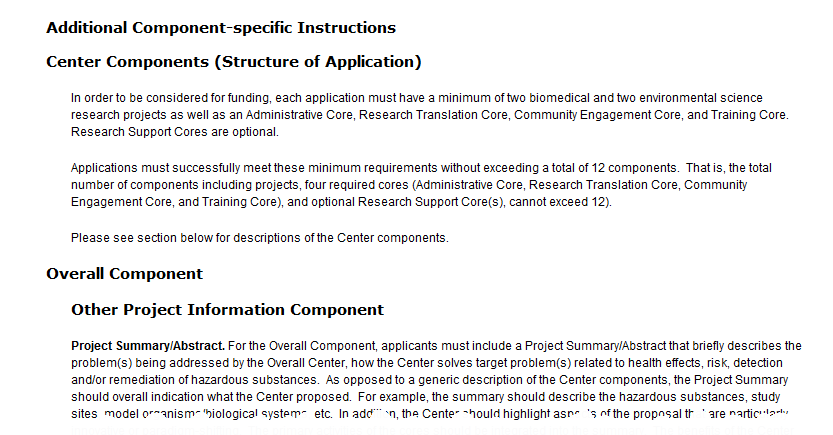 Additional Component-specific Instructions
Center Components (Structure of Application)
In order to be considered for funding, each application must have a minimum of two biomedical and two environmental science
research projects as well as an Administrative Core, Research Translation Core, Community Engagement Core, and Training Core.
Research Support Cores are optional.
Applications must successfully meet these minimum requirements without exceeding a total of 12 components.  That is, the total
number of components including projects, four required cores (Administrative Core, Research Translation Core, Community
Engagement Core, and Training Core), and optional Research Support Core(s), cannot exceed 12).
Please see section below for descriptions of the Center components.
Overall Component
Other Project Information Component
Project Summary/Abstract. For the Overall Component, applicants must include a Project Summary/Abstract that briefly describes the
problem(s) being addressed by the Overall Center, how the Center solves target problem(s) related to health effects, risk, detection
and/or remediation of hazardous substances.  As opposed to a generic description of the Center components, the Project Summary
should overall indication what the Center proposed.  For example, the summary should describe the hazardous substances, study
sites, model organisms/biological systems, etc.  In addition, the Center should highlight aspects of the proposal that are particularly